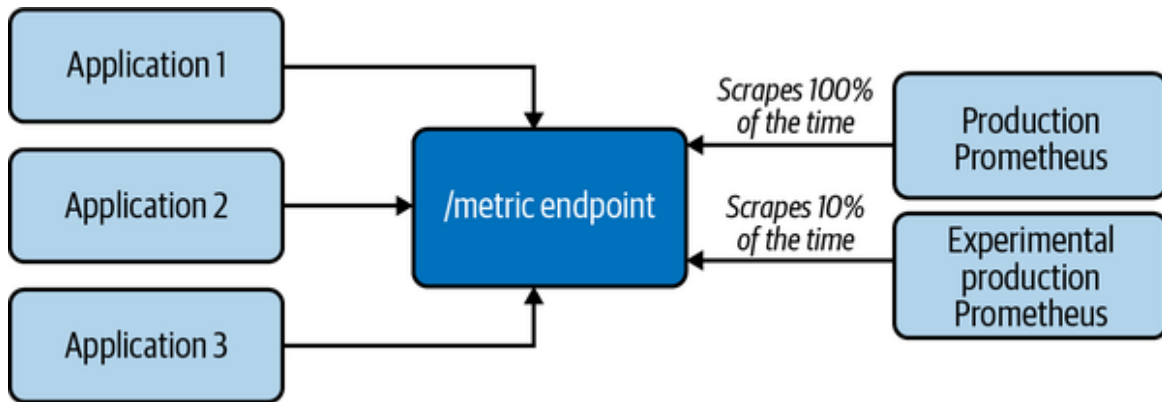 Application 1
Application 2
Application 3
/metric endpoint
Scrapes 100%
of the time
Scrapes 10%
of the time
Production
Prometheus
Experimental
production
Prometheus